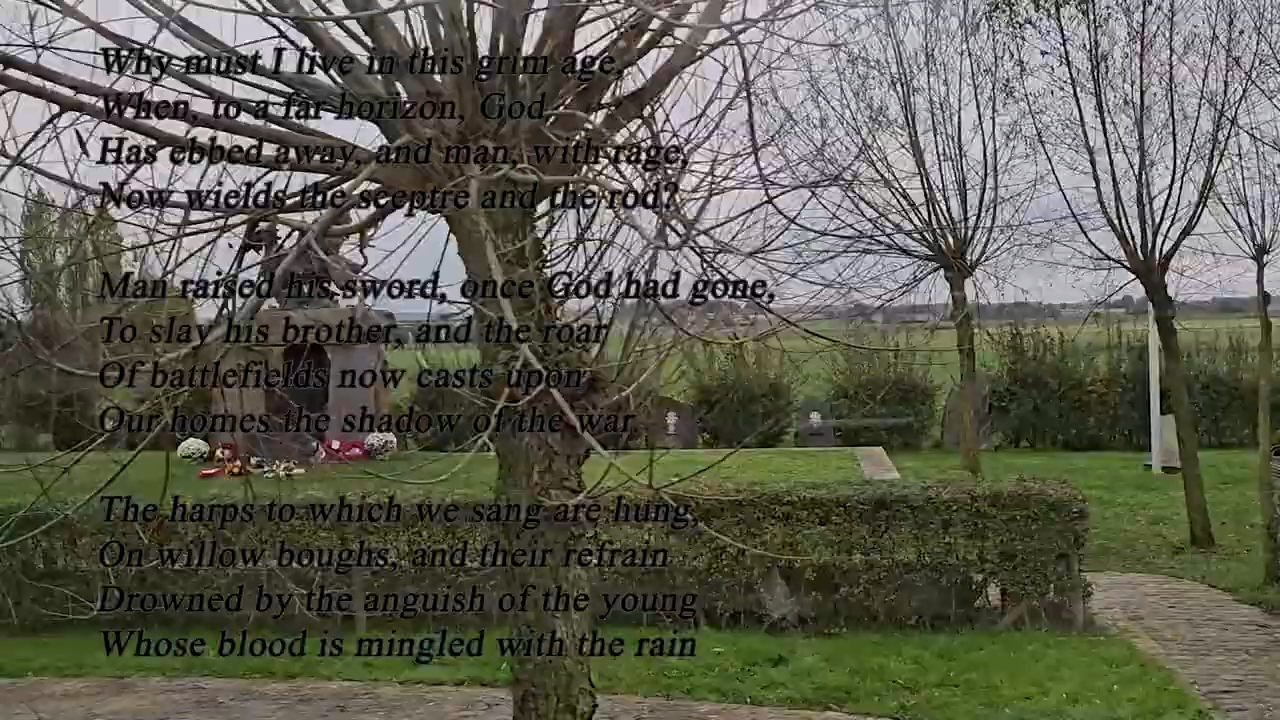 Why must I live in this grim age,
When, to a far horizon, God
Has ebbed away, and man, with rage,
Now wields the sceptre and the rod?
Man raised his sword, once God had gone,
To slay his brother, and the roar
Of battlefields now casts upon
Our homes the shadow of the war.
The harps to which we sang are hung,
On willow boughs, and their refrain
Drowned by the anguish of the young
Whose blood is mingled with the rain